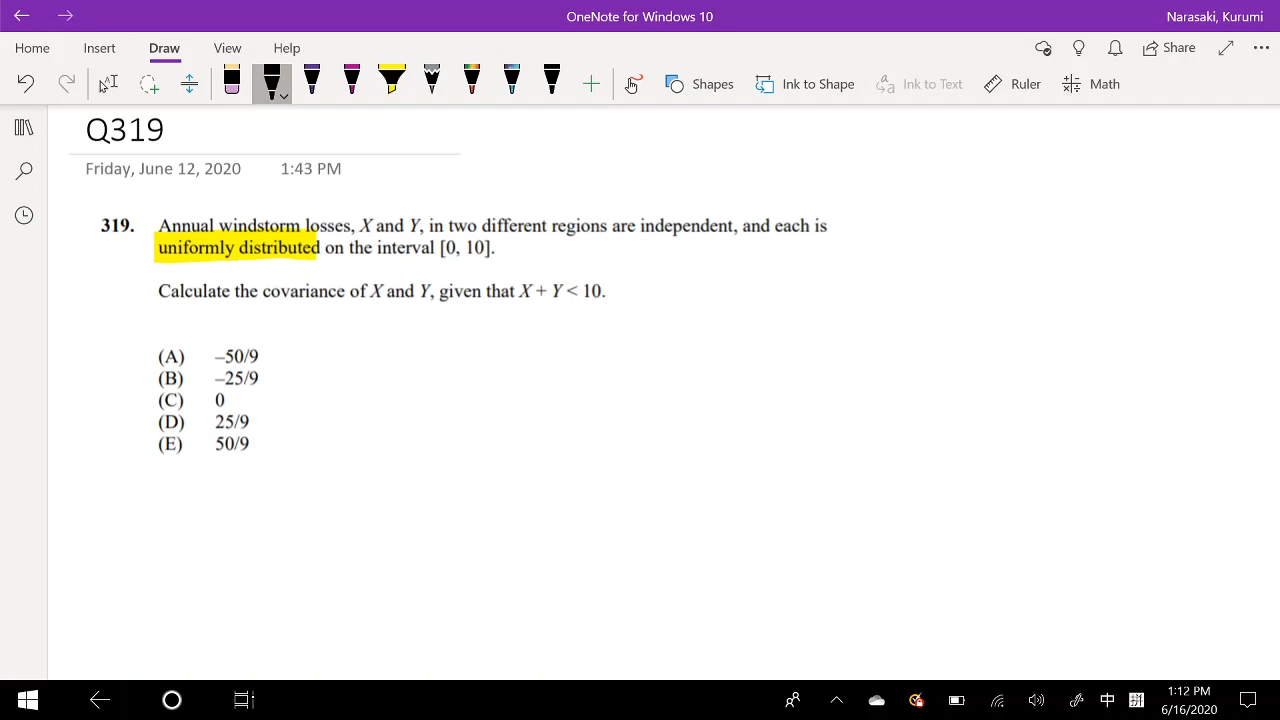 OneNote for Windows 10
Narasaki, Kurumi
Home Insert Draw View Help
Share
Shapes Ink to Shape Ink to Text Ruler Math
Q319
Friday, June 12, 2020 1:43 PM
319. Annual windstorm losses, X and Y, in two different regions are independent, and each is
uniformly distributed on the interval [0, 10].
Calculate the covariance of X and Y, given that X + Y < 10.
(A) –50/9
(B) –25/9
(C) 0
(D) 25/9
(E) 50/9
中 拼
1:12 PM
6/16/2020